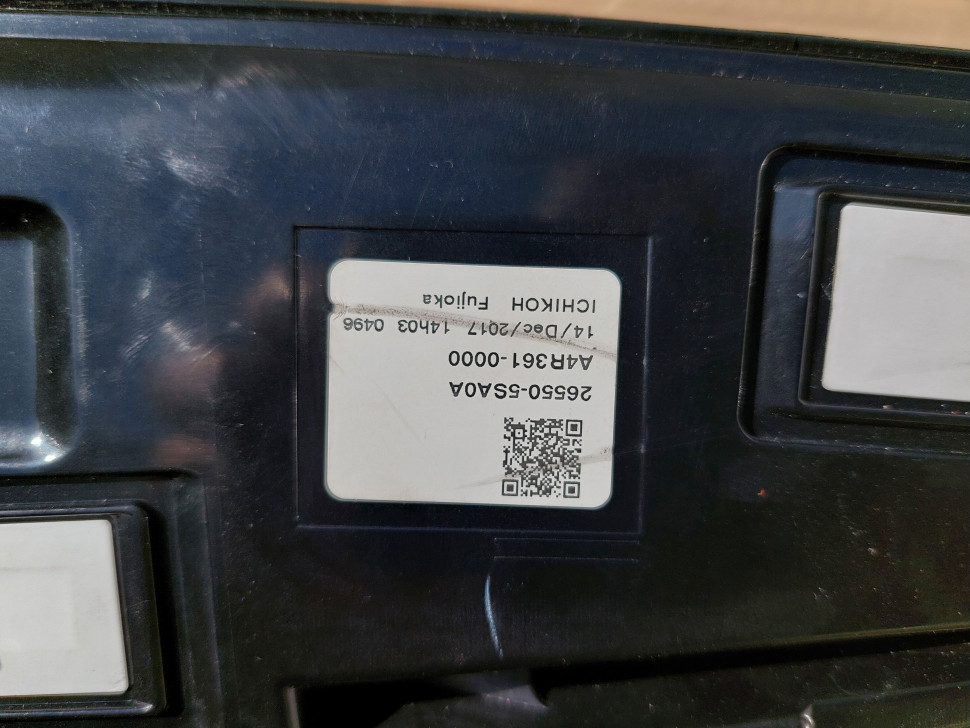 26550-5SA0A
A4R361-0000
14/Dec/2017 14h03 0496
ICHIKOH Fujioka